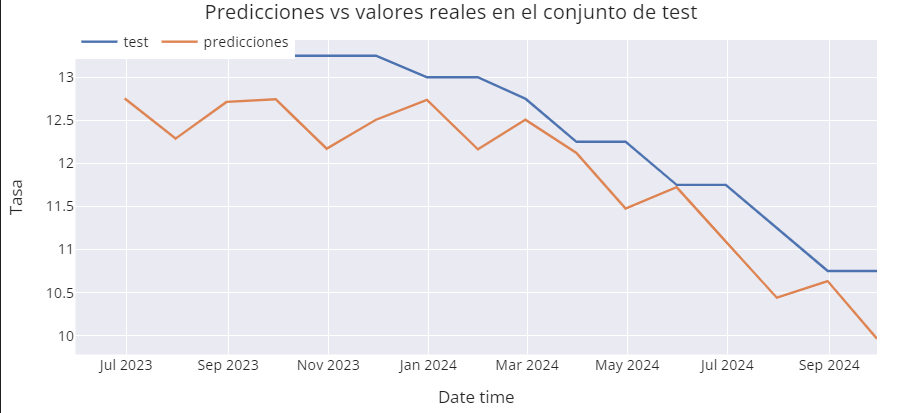 Predicciones vs valores reales en el conjunto de test
test predicciones
13
12.5
12
11.5
11
10.5
10
Tasa
Jul 2023 Sep 2023 Nov 2023 Jan 2024 Mar 2024 May 2024 Jul 2024 Sep 2024
Date time